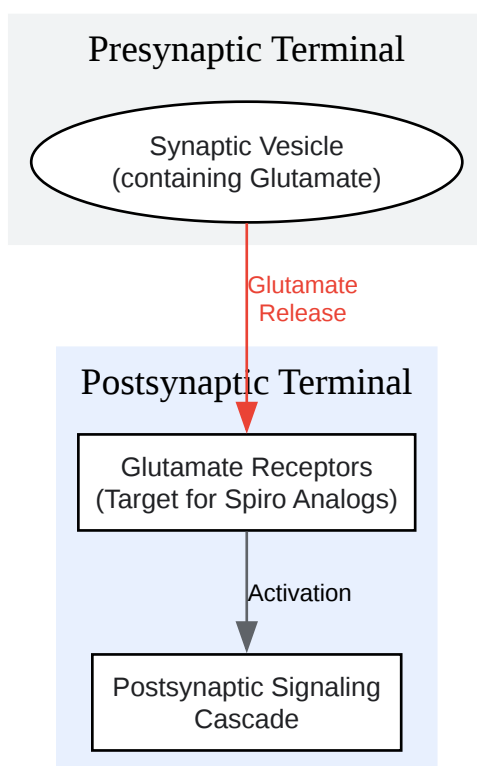 Presynaptic Terminal
Synaptic Vesicle
(containing Glutamate)
Glutamate
Release
Postsynaptic Terminal
Glutamate Receptors
(Target for Spiro Analogs)
Activation
Postsynaptic Signaling
Cascade